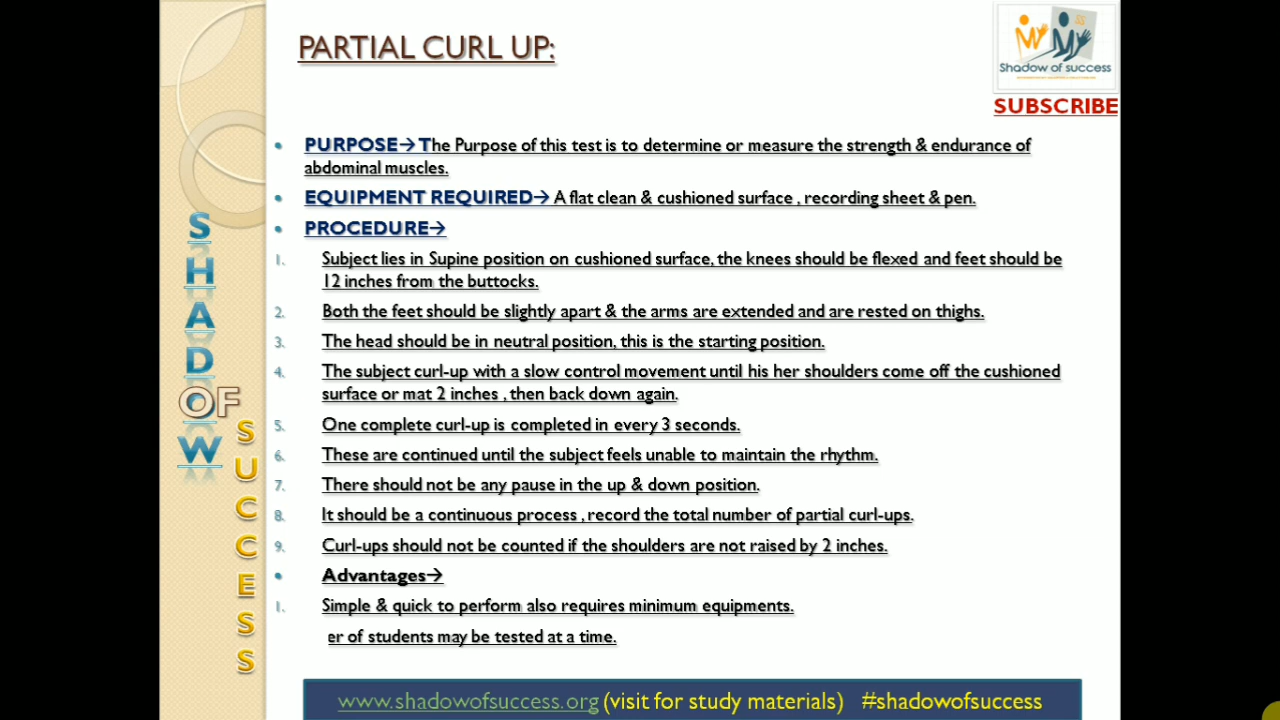 PARTIAL CURL UP:
Shadow of success
SUBSCRIBE
• PURPOSE→ The Purpose of this test is to determine or measure the strength & endurance of
abdominal muscles.
• EQUIPMENT REQUIRED→ A flat clean & cushioned surface , recording sheet & pen.
• PROCEDURE→
1. Subject lies in Supine position on cushioned surface, the knees should be flexed and feet should be
12 inches from the buttocks.
2. Both the feet should be slightly apart & the arms are extended and are rested on thighs.
3. The head should be in neutral position, this is the starting position.
4. The subject curl-up with a slow control movement until his her shoulders come off the cushioned
surface or mat 2 inches , then back down again.
5. One complete curl-up is completed in every 3 seconds.
6. These are continued until the subject feels unable to maintain the rhythm.
7. There should not be any pause in the up & down position.
8. It should be a continuous process , record the total number of partial curl-ups.
9. Curl-ups should not be counted if the shoulders are not raised by 2 inches.
• Advantages→
1. Simple & quick to perform also requires minimum equipments.
er of students may be tested at a time.
SHADOW
OF
SUCCESS
www.shadowofsuccess.org (visit for study materials) #shadowofsuccess